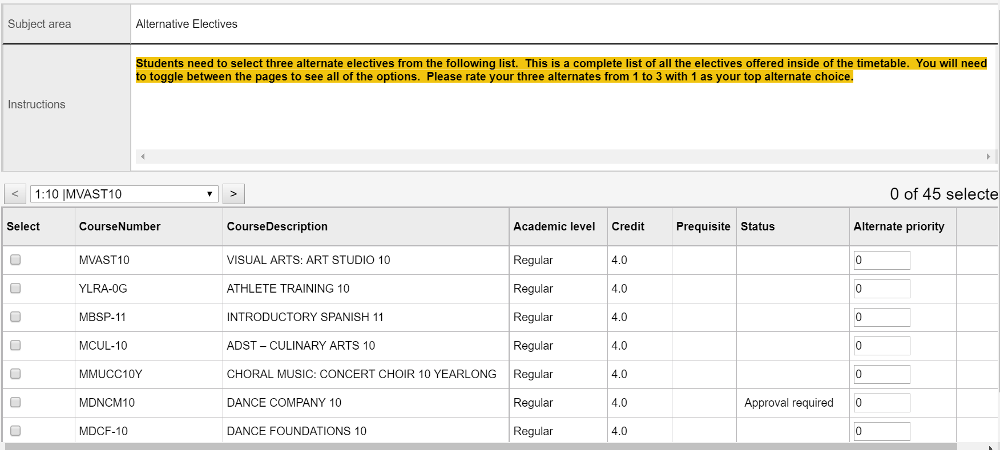 Subject area Alternative Electives
Students need to select three alternate electives from the following list.  This is a complete list of all the electives offered inside of the timetable.  You will need
to toggle between the pages to see all of the options.  Please rate your three alternates from 1 to 3 with 1 as your top alternate choice.
Instructions
< 1:10 |MVAST10 > 0 of 45 selecte
Select CourseNumber CourseDescription Academic level Credit Prequisite Status Alternate priority
MVAST10 VISUAL ARTS: ART STUDIO 10 Regular 4.0 0
YLRA-0G ATHLETE TRAINING 10 Regular 4.0 0
MBSP-11 INTRODUCTORY SPANISH 11 Regular 4.0 0
MCUL-10 ADST – CULINARY ARTS 10 Regular 4.0 0
MMUCC10Y CHORAL MUSIC: CONCERT CHOIR 10 YEARLONG Regular 4.0 0
MDNCM10 DANCE COMPANY 10 Regular 4.0 Approval required 0
MDCF-10 DANCE FOUNDATIONS 10 Regular 4.0 0